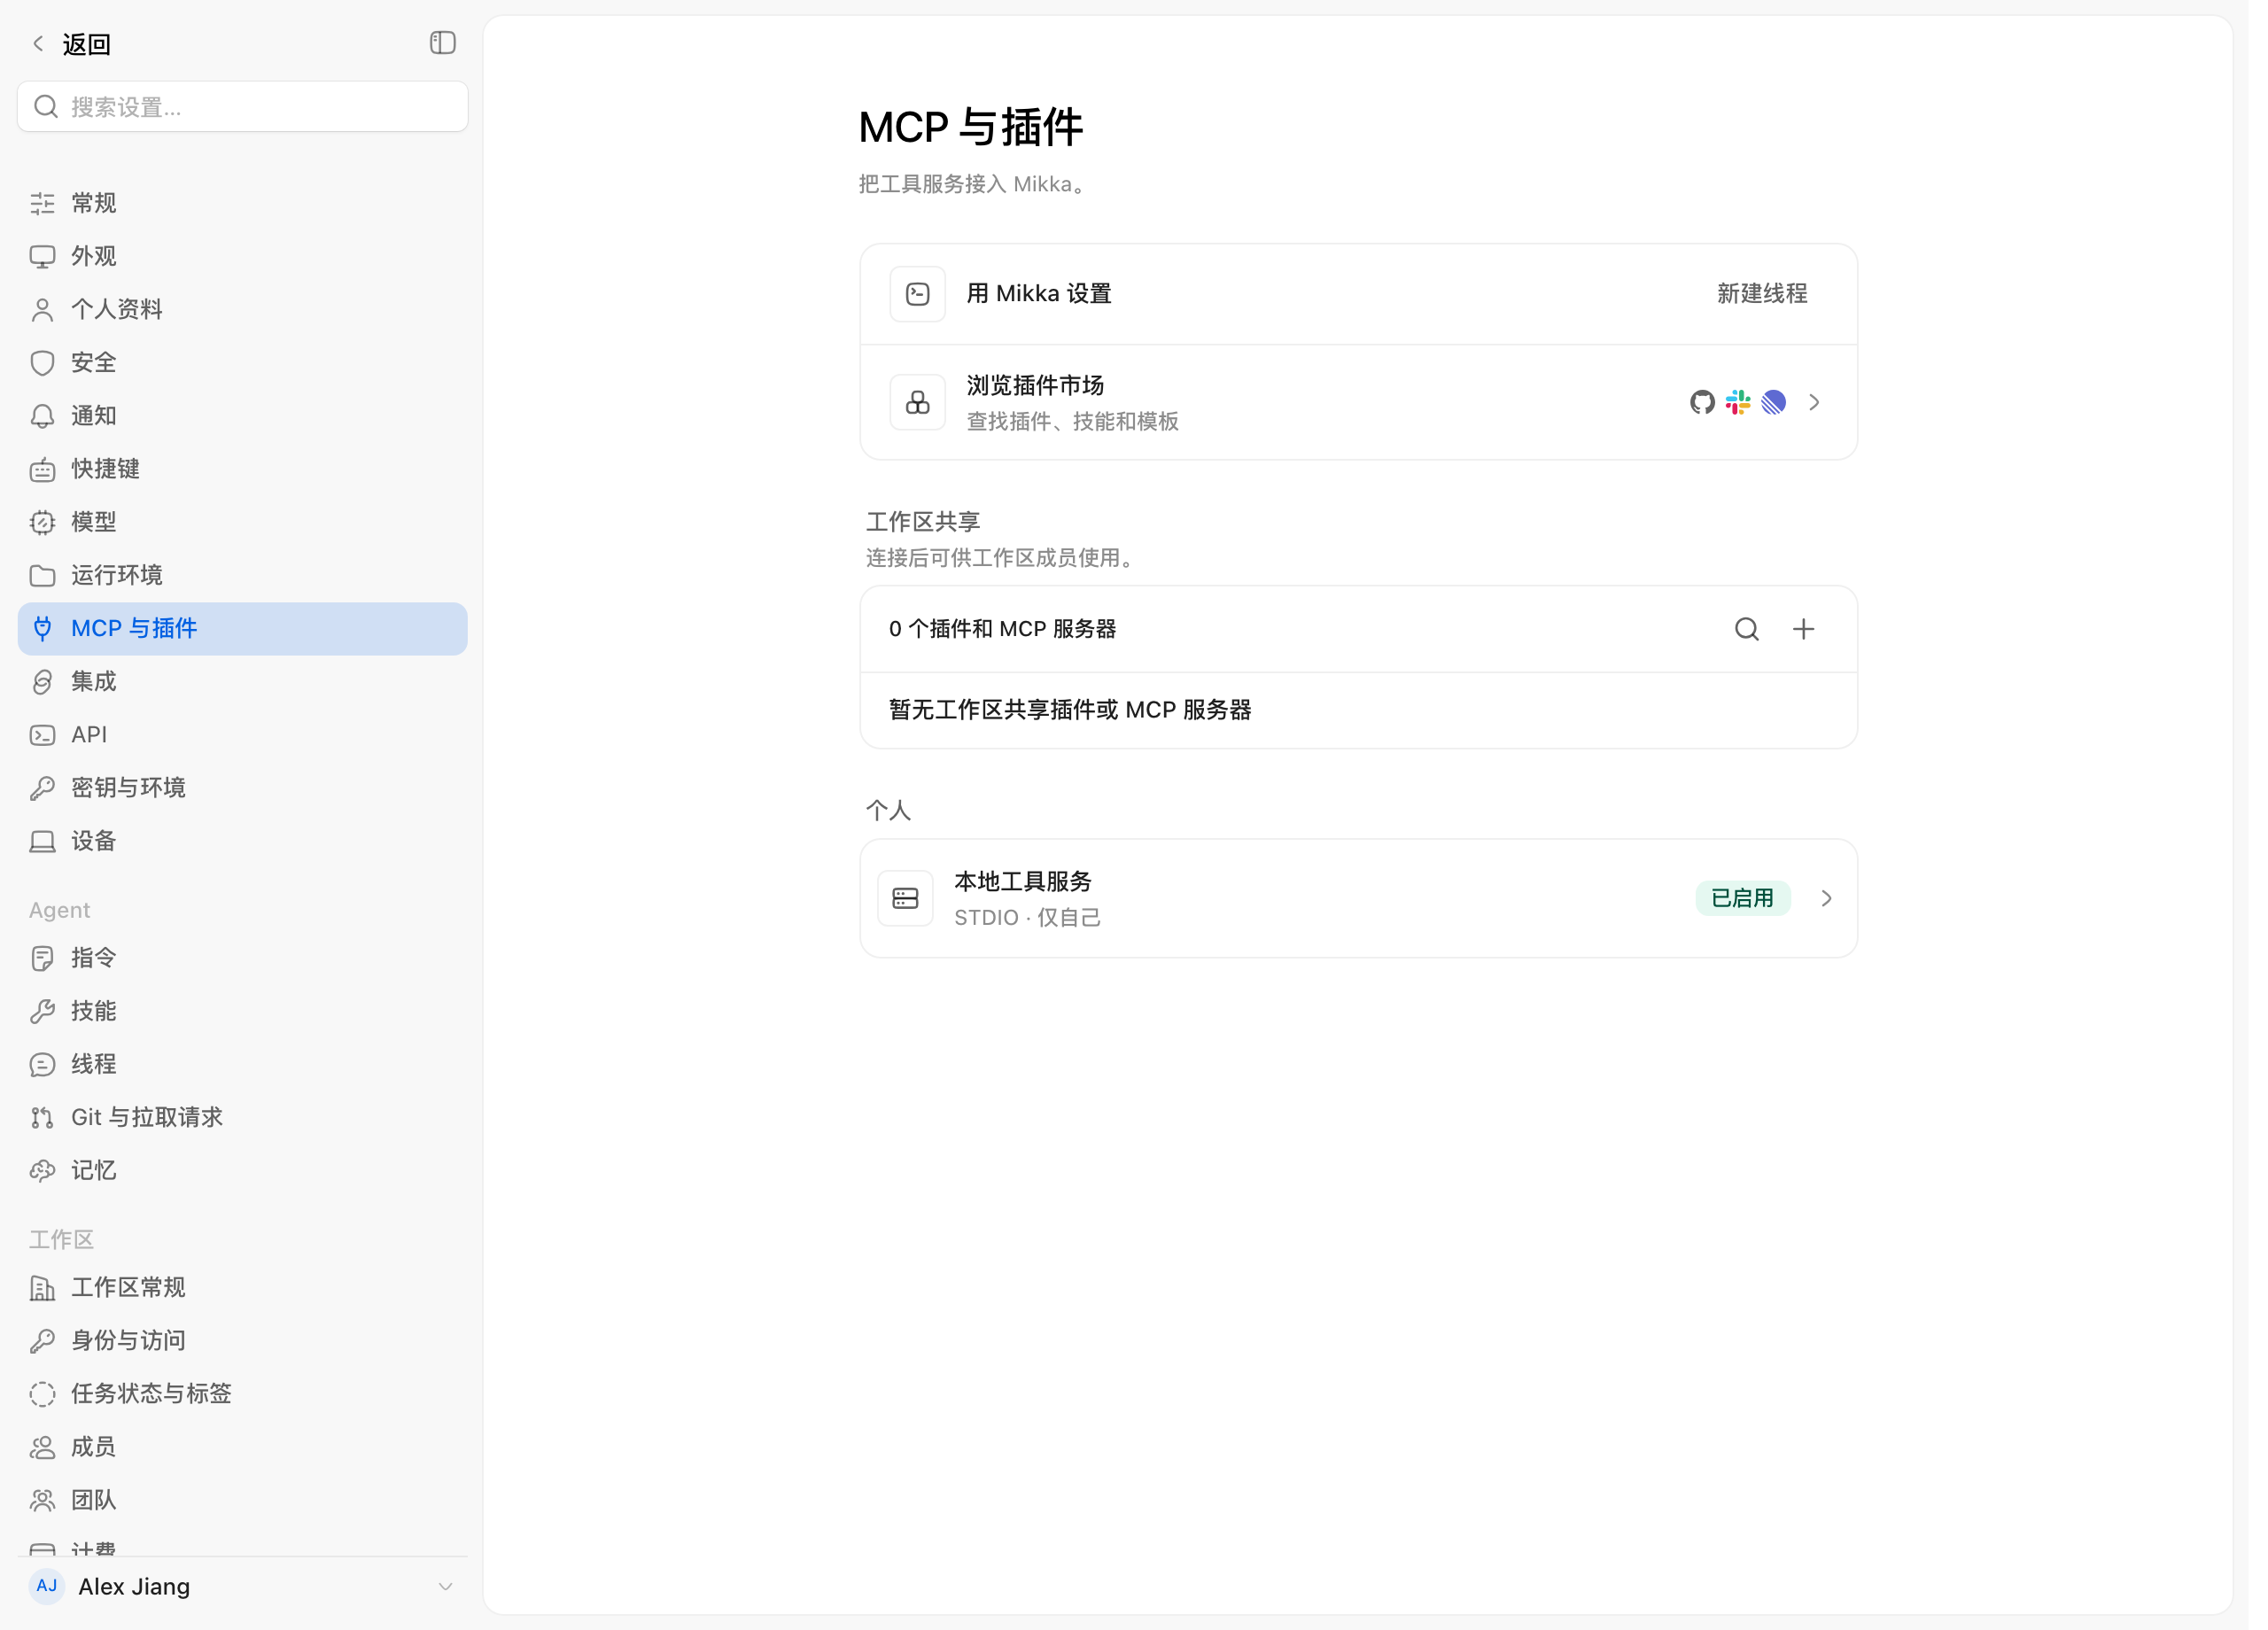 返回
搜索设置...
常规
外观
个人资料
安全
通知
快捷键
模型
运行环境
MCP 与插件
集成
API
密钥与环境
设备
Agent
指令
技能
线程
Git 与拉取请求
记忆
工作区
工作区常规
身份与访问
任务状态与标签
成员
团队
计费
AJ
Alex Jiang
MCP 与插件
把工具服务接入 Mikka。
用 Mikka 设置
新建线程
浏览插件市场
查找插件、技能和模板
工作区共享
连接后可供工作区成员使用。
0 个插件和 MCP 服务器
暂无工作区共享插件或 MCP 服务器
个人
本地工具服务
STDIO · 仅自己
已启用